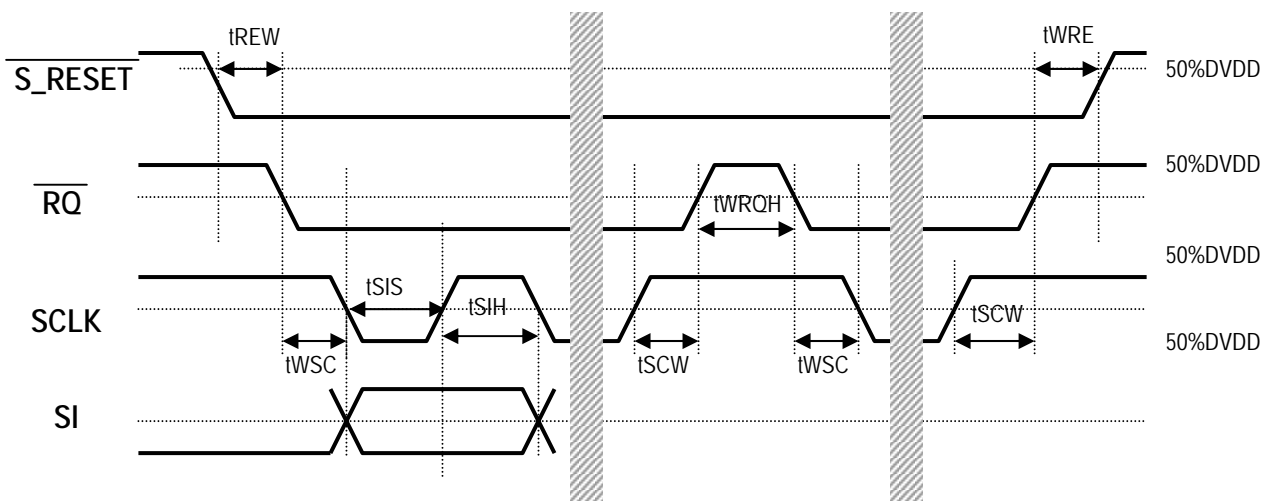 tREW
tWRE
S_RESET
50%DVDD
RQ
50%DVDD
tWRQH
50%DVDD
SCLK
tSIS
tSIH
tSCW
tWSC
tSCW
tWSC
50%DVDD
SI